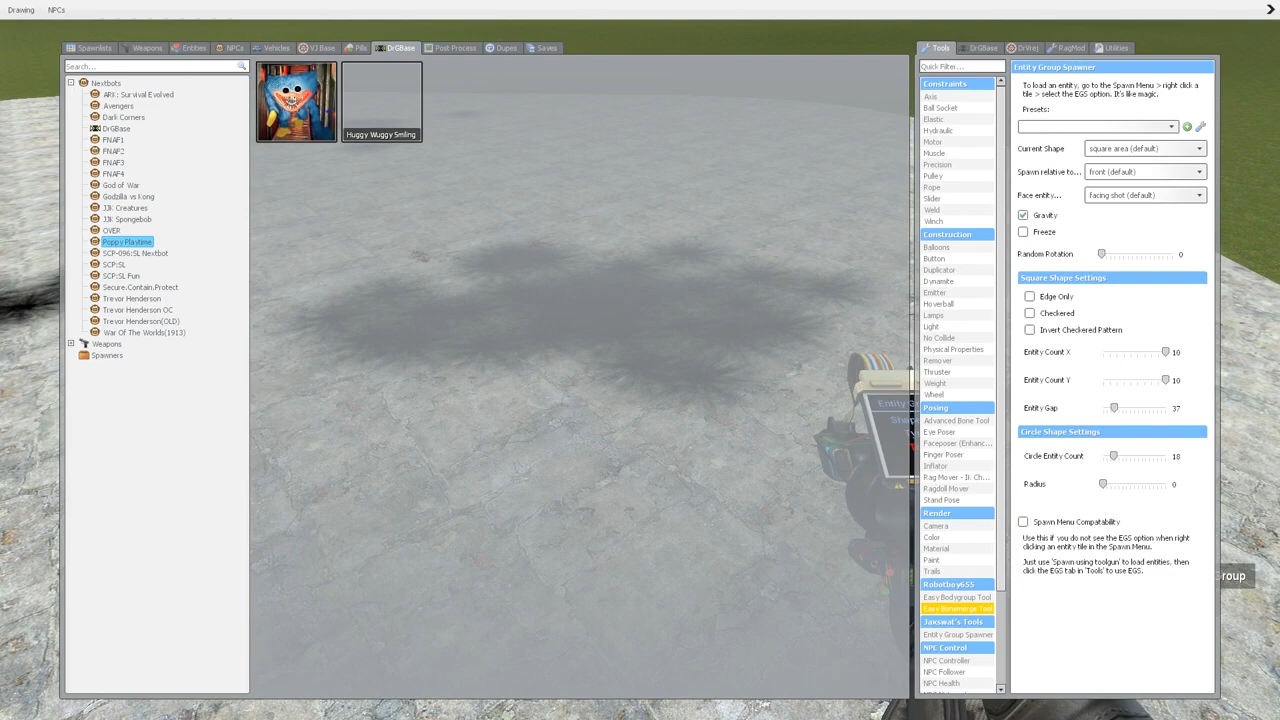 Drawing
NPCs
Spawnlists
Weapons
Entities
NPCs
Vehicles
VJ Base
Pills
DrGBase
Post Process
Dupes
Saves
Search...
Nextbots
ARK: Survival Evolved
Avengers
Dark Corners
DrGBase
FNAF1
FNAF2
FNAF3
FNAF4
God of War
Godzilla vs Kong
JJK Creatures
JJK Spongebob
OVER
Poppy Playtime
SCP-096:SL Nextbot
SCP:SL
SCP:SL Fun
Secure.Contain.Protect
Trevor Henderson
Trevor Henderson OC
Trevor Henderson(OLD)
War Of The Worlds(1913)
Weapons
Spawners
Huggy Wuggy Smiling
Tools
DrGBase
DrVrej
RagMod
Utilities
Quick Filter...
Constraints
Axis
Ball Socket
Elastic
Hydraulic
Motor
Muscle
Precision
Pulley
Rope
Slider
Weld
Winch
Construction
Balloons
Button
Duplicator
Dynamite
Emitter
Hoverball
Lamps
Light
No Collide
Physical Properties
Remover
Thruster
Weight
Wheel
Posing
Advanced Bone Tool
Eye Poser
Faceposer (Enhanc...
Finger Poser
Inflator
Rag Mover - IK Ch...
Ragdoll Mover
Stand Pose
Render
Camera
Color
Material
Paint
Trails
Robotboy655
Easy Bodygroup Tool
Easy Bonemerge Tool
Jaxswat's Tools
Entity Group Spawner
NPC Control
NPC Controller
NPC Follower
NPC Health
Entity Group Spawner
To load an entity, go to the Spawn Menu > right click a
tile > select the EGS option. It's like magic.
Presets:
Current Shape
square area (default)
Spawn relative to...
front (default)
Face entity...
facing shot (default)
Gravity
Freeze
Random Rotation
0
Square Shape Settings
Edge Only
Checkered
Invert Checkered Pattern
Entity Count X
10
Entity Count Y
10
Entity Gap
37
Circle Shape Settings
Circle Entity Count
18
Radius
0
Spawn Menu Compatability
Use this if you do not see the EGS option when right
clicking an entity tile in the Spawn Menu.
Just use 'Spawn using toolgun' to load entities, then
click the EGS tab in 'Tools' to use EGS.
Group